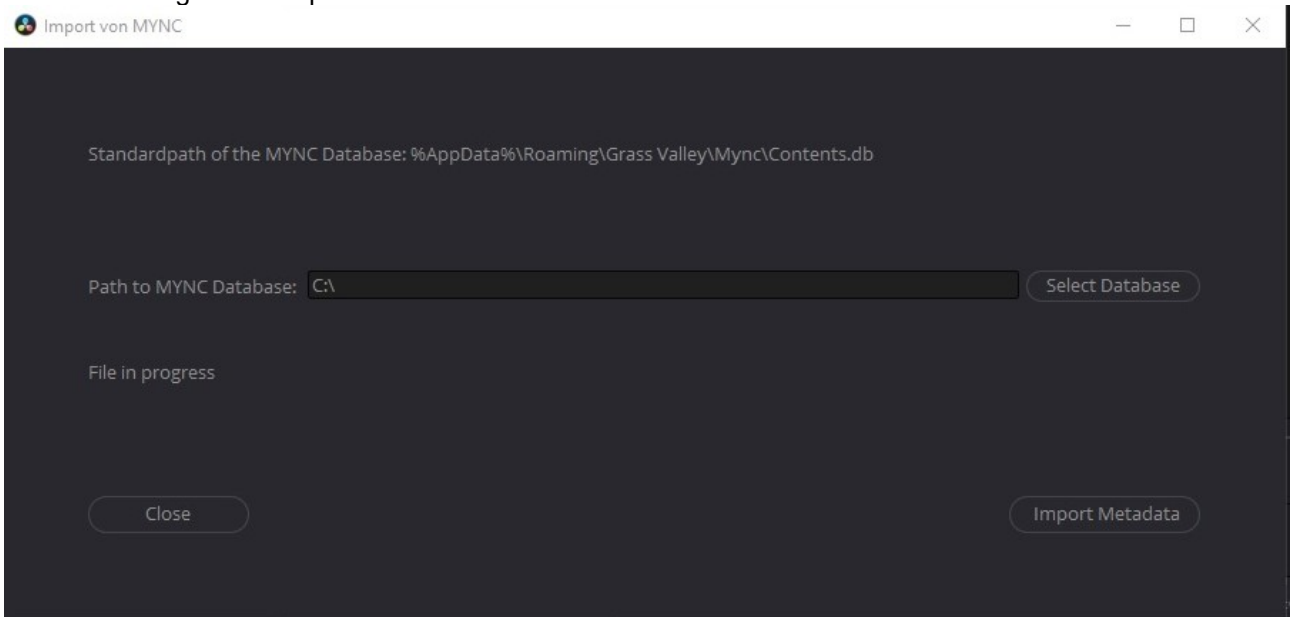 Import von MYNC
Standardpath of the MYNC Database: %AppData%\Roaming\Grass Valley\Mync\Contents.db
Path to MYNC Database: C:\ Select Database
File in progress
Close Import Metadata